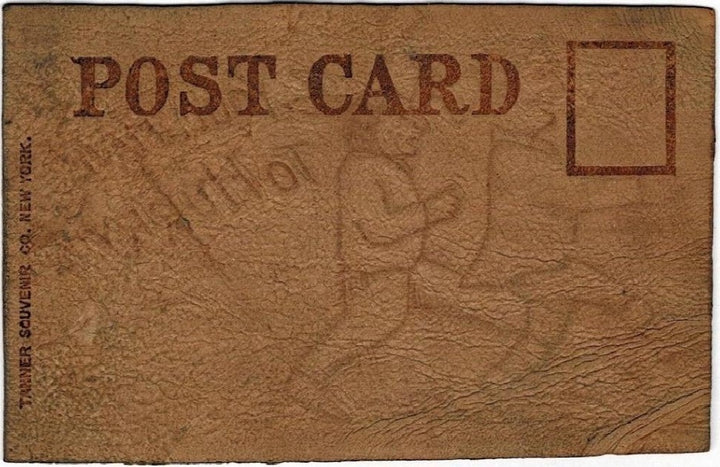 POST CARD
TANNER SOUVENIR CO. NEW YORK.